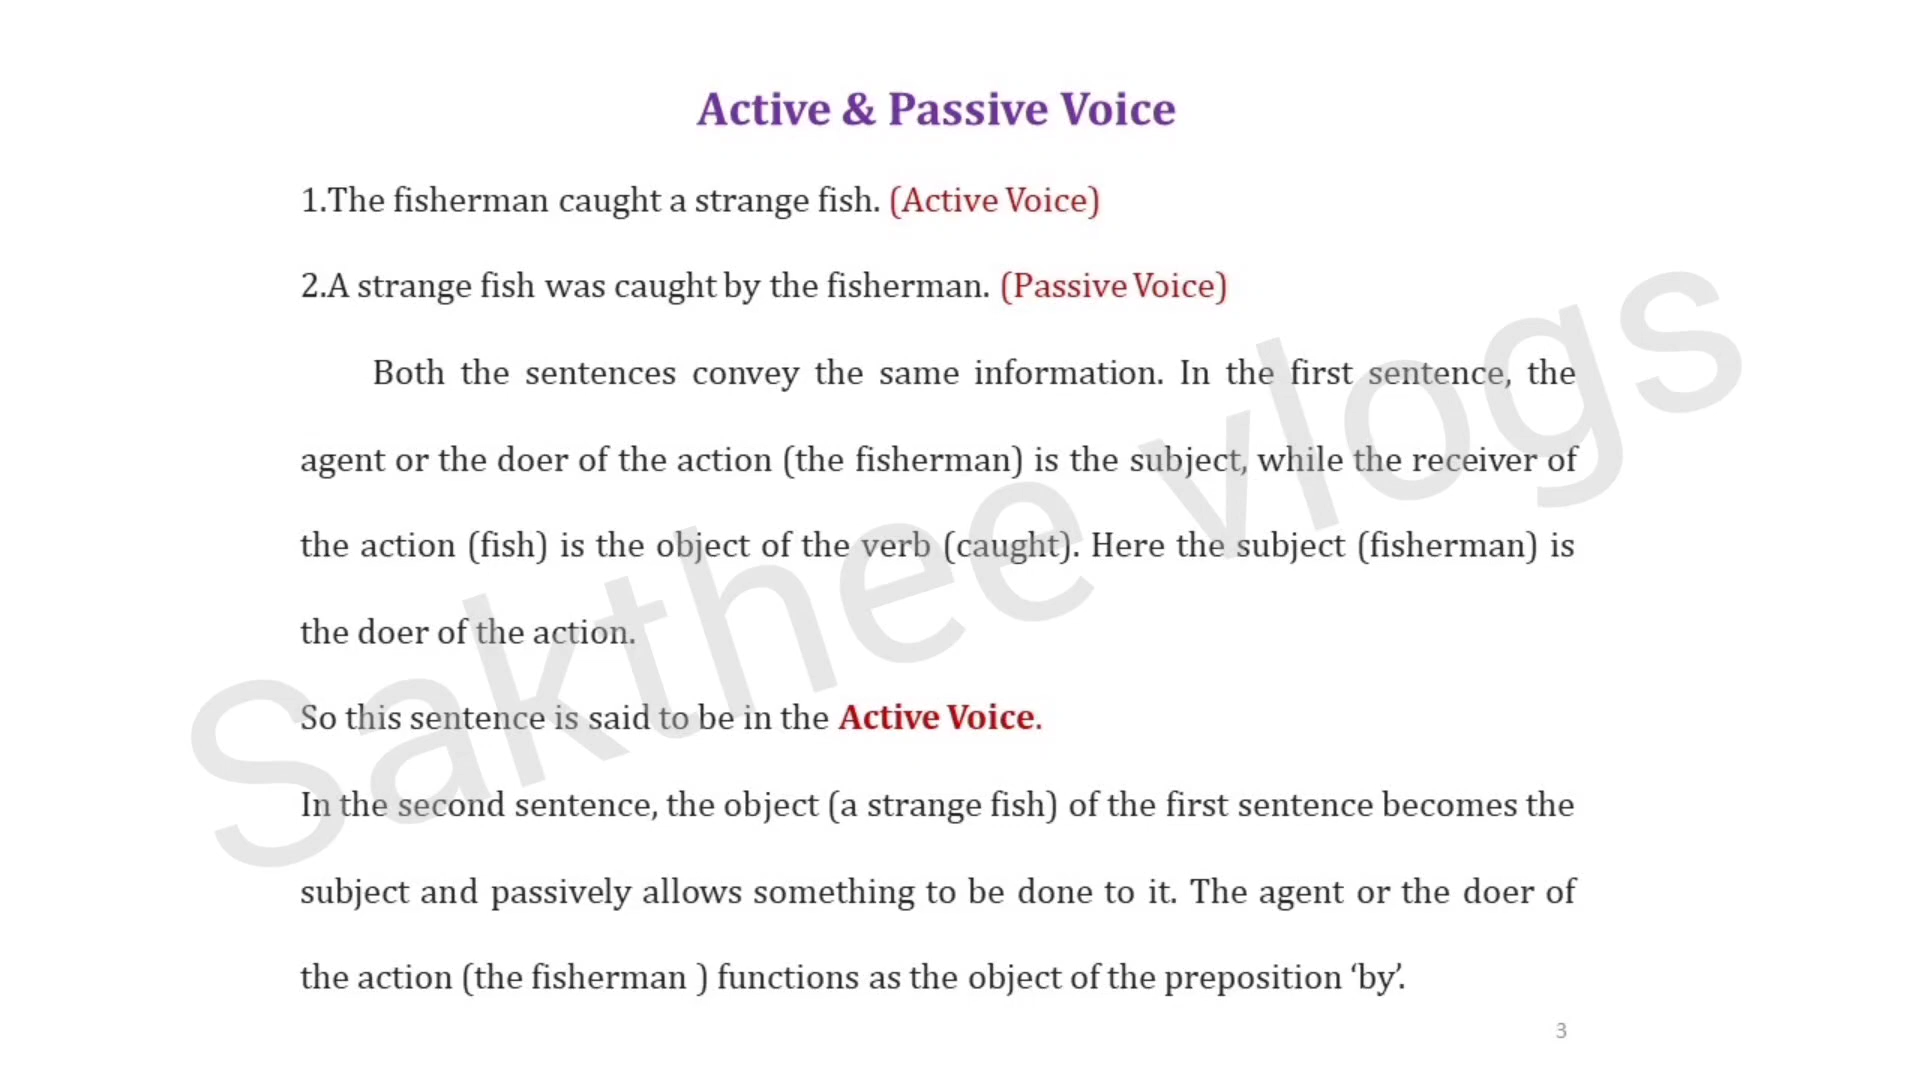 Active & Passive Voice
1.The fisherman caught a strange fish. (Active Voice)
2.A strange fish was caught by the fisherman. (Passive Voice)
Both the sentences convey the same information. In the first sentence, the
agent or the doer of the action (the fisherman) is the subject, while the receiver of
the action (fish) is the object of the verb (caught). Here the subject (fisherman) is
the doer of the action.
So this sentence is said to be in the Active Voice.
In the second sentence, the object (a strange fish) of the first sentence becomes the
subject and passively allows something to be done to it. The agent or the doer of
the action (the fisherman ) functions as the object of the preposition ‘by’.
3
Sakthee vlogs